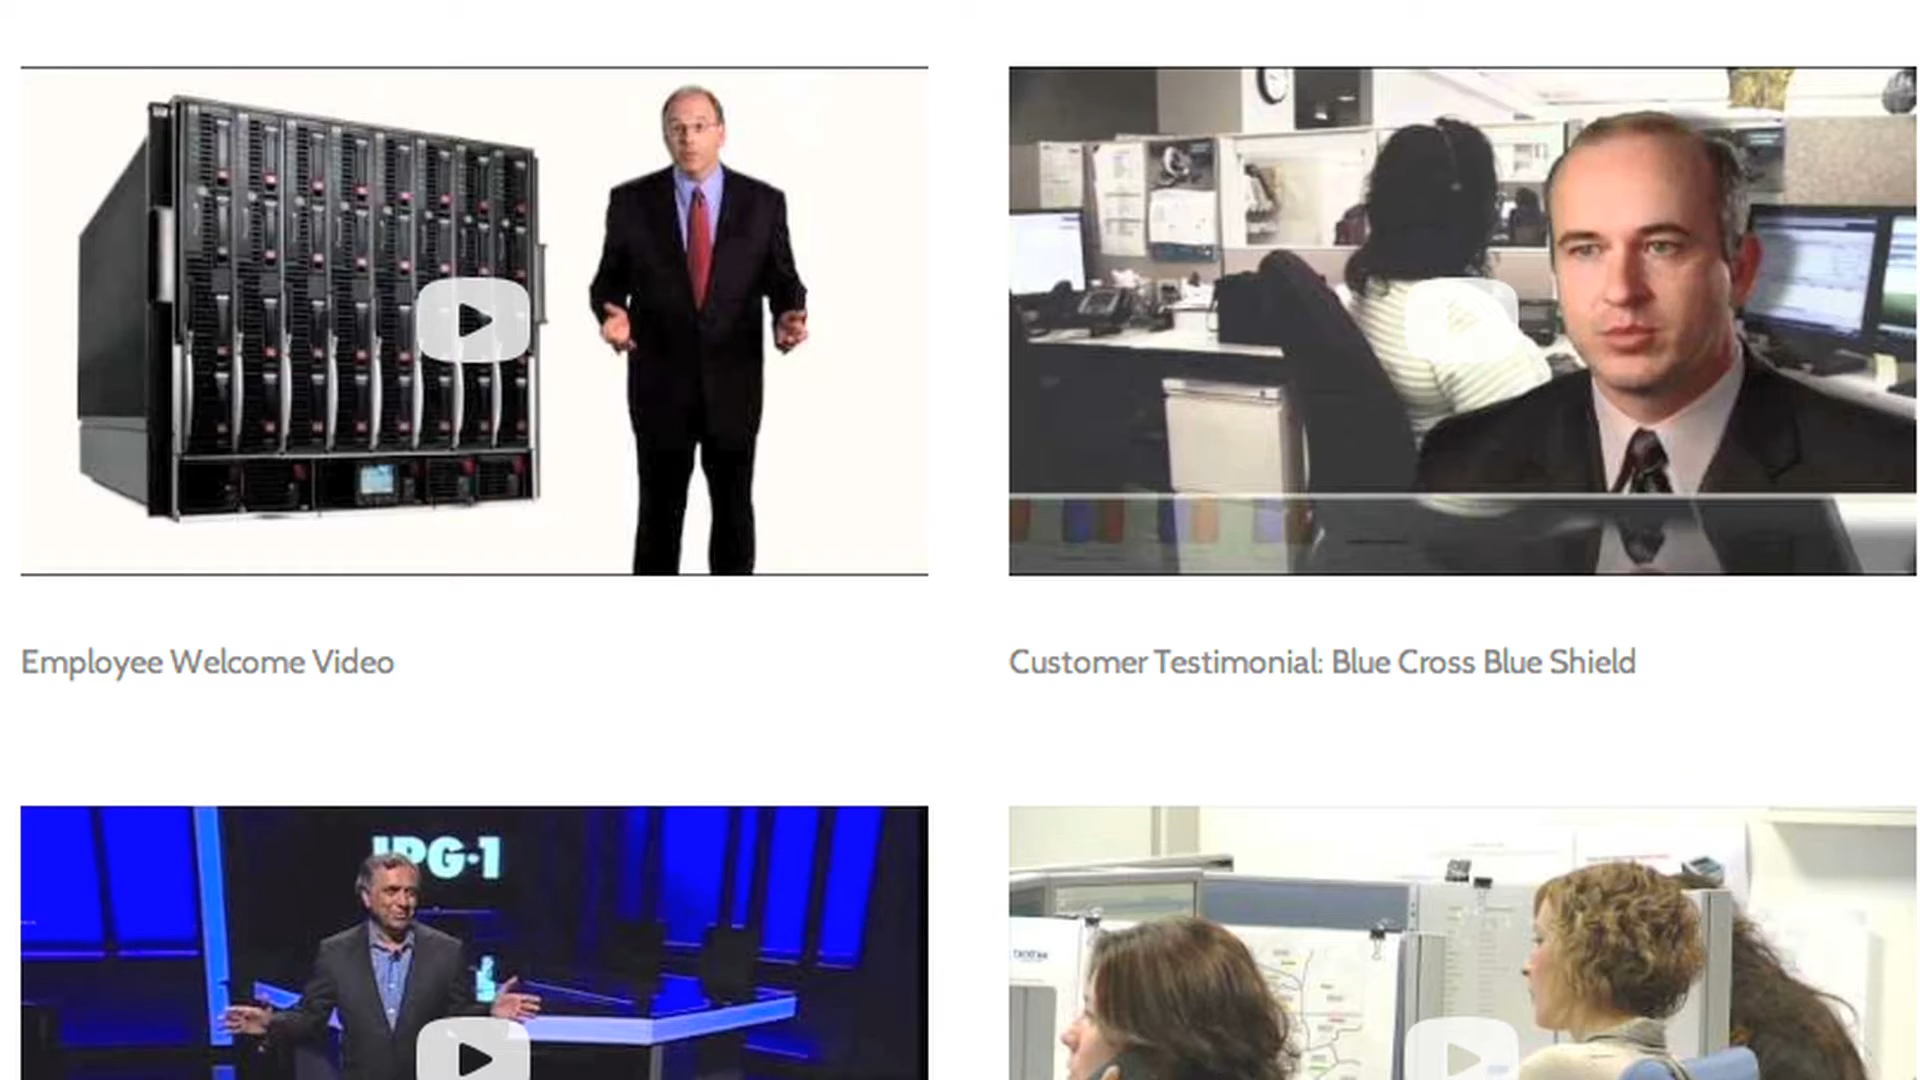 Employee Welcome Video
Customer Testimonial: Blue Cross Blue Shield
IPG·1